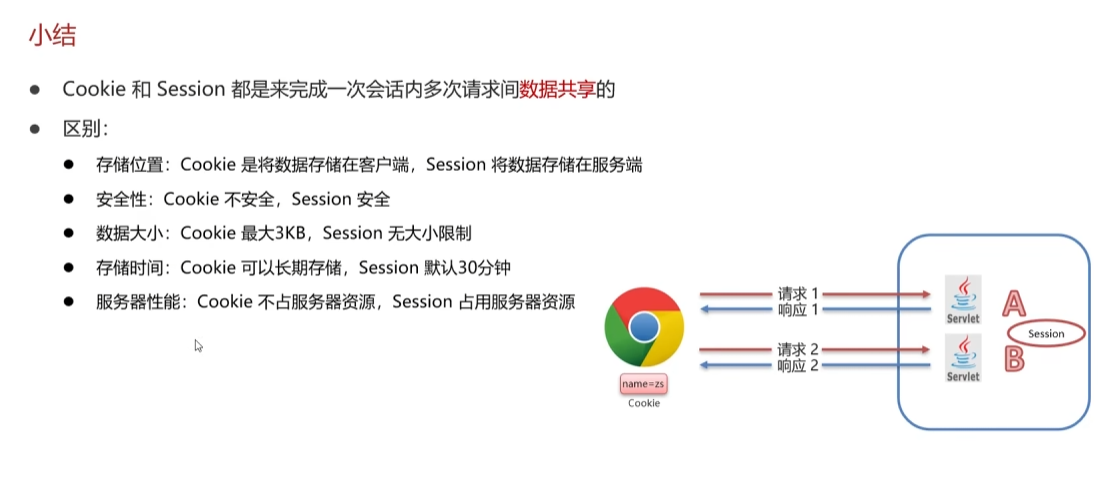 小结
Cookie 和 Session 都是来完成一次会话内多次请求间数据共享的
区别：
存储位置：Cookie 是将数据存储在客户端，Session 将数据存储在服务端
安全性：Cookie 不安全，Session 安全
数据大小：Cookie 最大3KB，Session 无大小限制
存储时间：Cookie 可以长期存储，Session 默认30分钟
服务器性能：Cookie 不占服务器资源，Session 占用服务器资源
请求 1
响应 1
Servlet
A
Session
请求 2
响应 2
Servlet
B
name=zs
Cookie